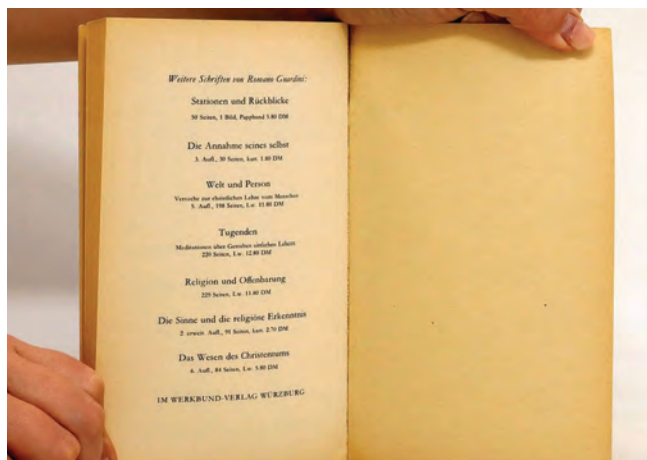 Weitere Schriften von Romano Guardini:
Stationen und Rückblicke
50 Seiten, 1 Bild, Pappband 5.80 DM
Die Annahme seines selbst
3. Aufl., 30 Seiten, kart. 1.80 DM
Welt und Person
Versuche zur christlichen Lehre vom Menschen
5. Aufl., 198 Seiten, Lw. 11.80 DM
Tugenden
Meditationen über Gestalten sittlichen Lebens
220 Seiten, Lw. 12.80 DM
Religion und Offenbarung
229 Seiten, Lw. 11.80 DM
Die Sinne und die religiöse Erkenntnis
2. erweit. Aufl., 91 Seiten, kart. 2.70 DM
Das Wesen des Christentums
6. Aufl., 84 Seiten, Lw. 5.80 DM
IM WERKBUND-VERLAG WÜRZBURG